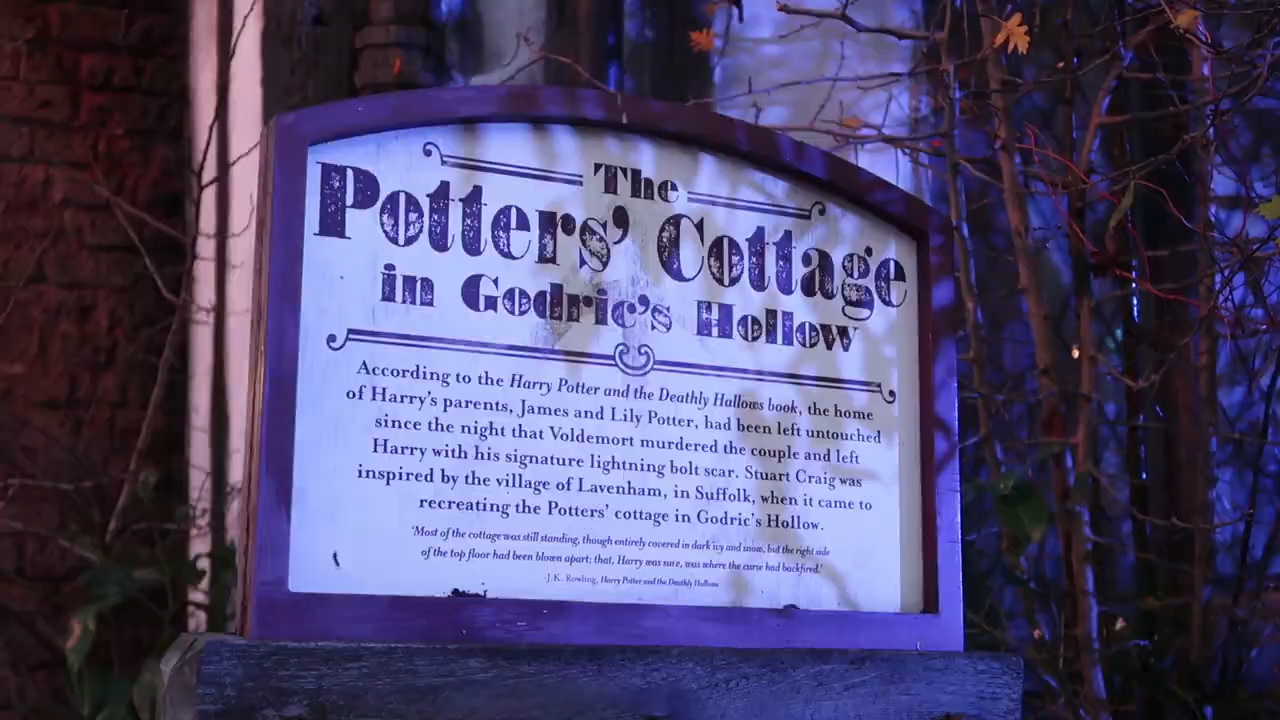 The
Potters' Cottage
in Godric's Hollow
According to the Harry Potter and the Deathly Hallows book, the home
of Harry's parents, James and Lily Potter, had been left untouched
since the night that Voldemort murdered the couple and left
Harry with his signature lightning bolt scar. Stuart Craig was
inspired by the village of Lavenham, in Suffolk, when it came to
recreating the Potters' cottage in Godric's Hollow.
'Most of the cottage was still standing, though entirely covered in dark ivy and snow, but the right side
of the top floor had been blown apart; that, Harry was sure, was where the curse had backfired.'
-J.K. Rowling, Harry Potter and the Deathly Hallows